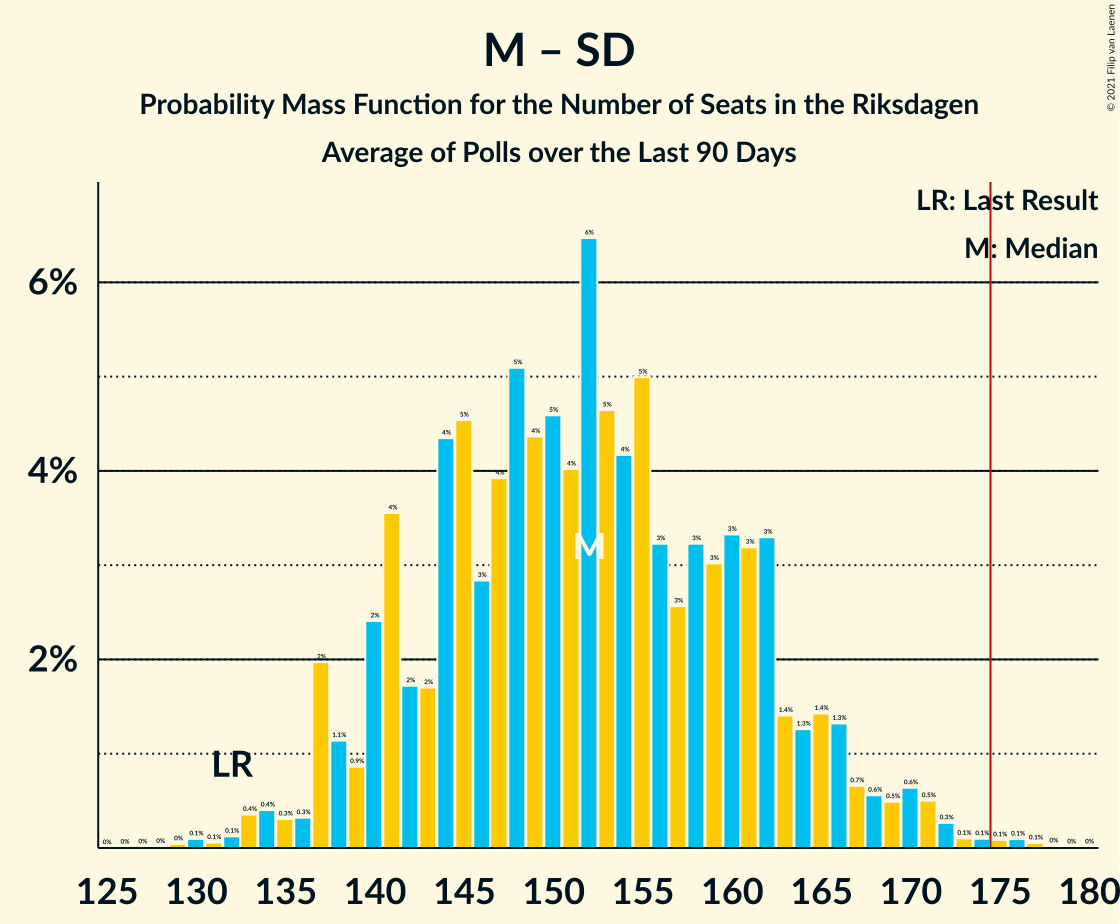 M – SD
Probability Mass Function for the Number of Seats in the Riksdagen
Average of Polls over the Last 90 Days
© 2021 Filip van Laenen
LR: Last Result
M: Median
6%
4%
2%
0% 0% 0% 0% 0% 0.1% 0.1% 0.1% 0.4% 0.4% 0.3% 0.3% 2% 1.1% 0.9% 2% 4% 2% 2% 4% 5% 3% 4% 5% 4% 5% 4% 6% 5% 4% 5% 3% 3% 3% 3% 3% 3% 3% 1.4% 1.3% 1.4% 1.3% 0.7% 0.6% 0.5% 0.6% 0.5% 0.3% 0.1% 0.1% 0.1% 0.1% 0.1% 0% 0% 0%
M
LR
125 130 135 140 145 150 155 160 165 170 175 180